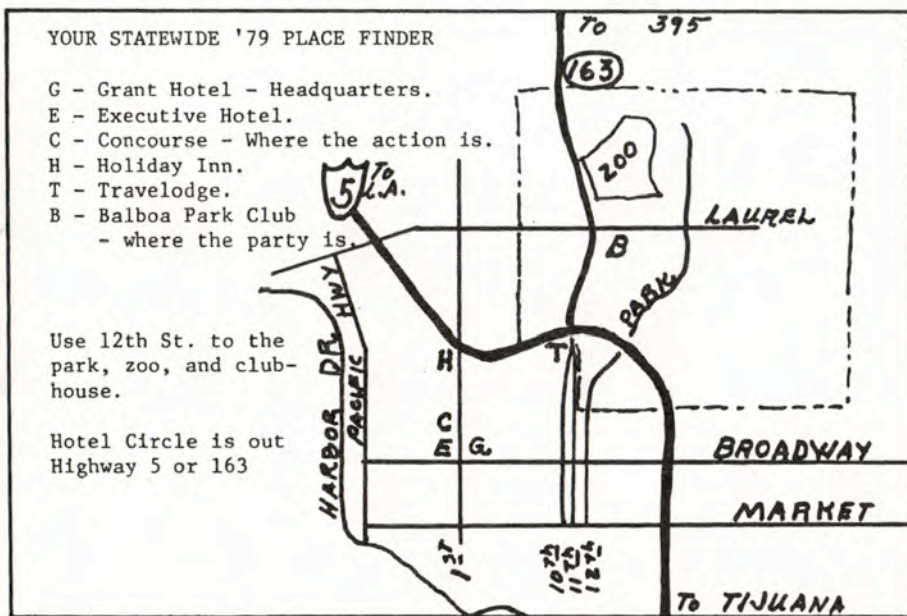 YOUR STATEWIDE '79 PLACE FINDER
G - Grant Hotel - Headquarters.
E - Executive Hotel.
C - Concourse - Where the action is.
H - Holiday Inn.
T - Travelodge.
B - Balboa Park Club
- where the party is.
Use 12th St. to the
park, zoo, and club-
house.
Hotel Circle is out
Highway 5 or 163
TO 395
163
ZOO
5
TO
L.A.
LAUREL
B
PARK
HARBOR DR.
PACIFIC HWY
H
T
C
E G
BROADWAY
MARKET
1ST
10Th
11Th
12Th
TO TIJUANA